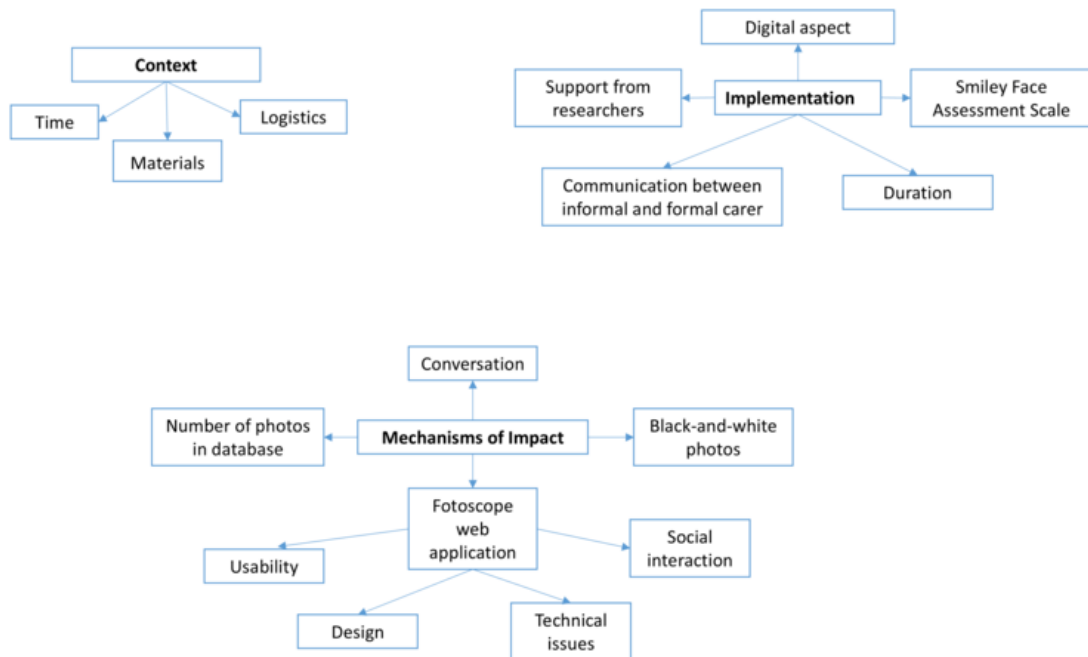 Context
Time
Logistics
Materials
Digital aspect
Support from
researchers
Implementation
Smiley Face
Assessment Scale
Communication between
informal and formal carer
Duration
Conversation
Number of photos
in database
Mechanisms of Impact
Black-and-white
photos
Fotoscope
web
application
Usability
Social
interaction
Design
Technical
issues